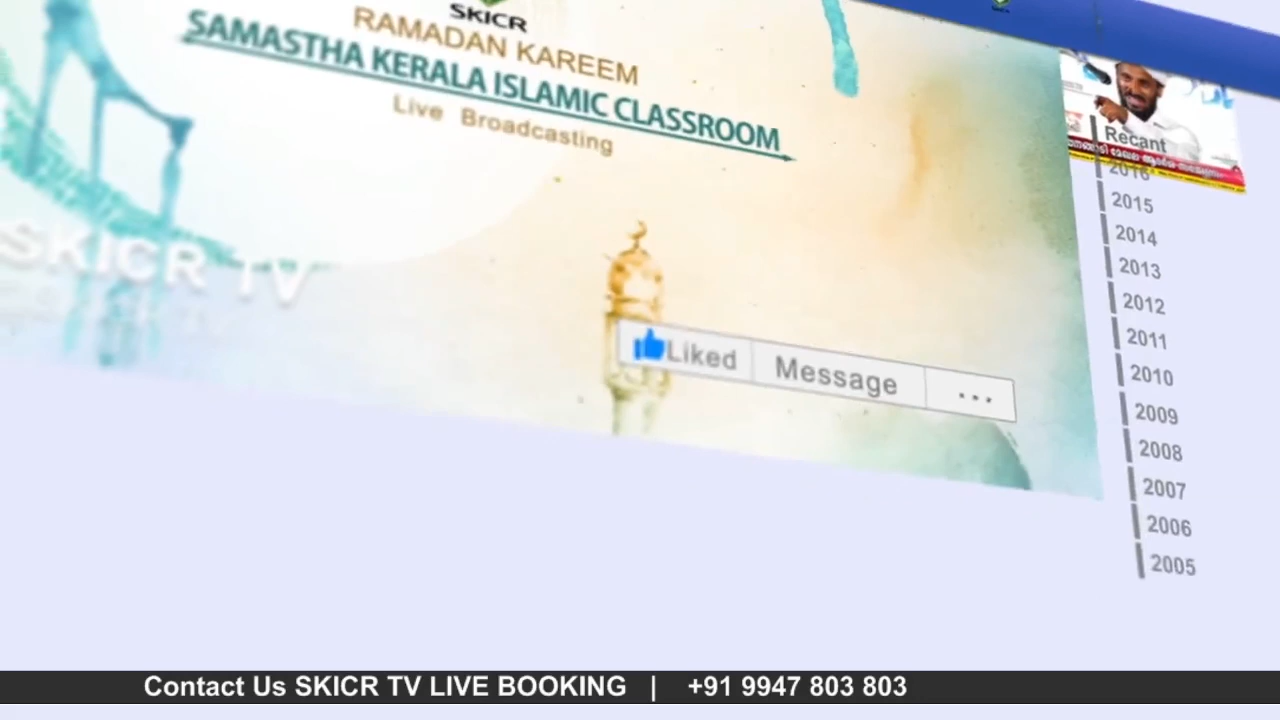 SKICR
RAMADAN KAREEM
SAMASTHA KERALA ISLAMIC CLASSROOM
Live Broadcasting
SKICR TV
Liked
Message
...
Recant
2016
2015
2014
2013
2012
2011
2010
2009
2008
2007
2006
2005
Contact Us SKICR TV LIVE BOOKING | +91 9947 803 803